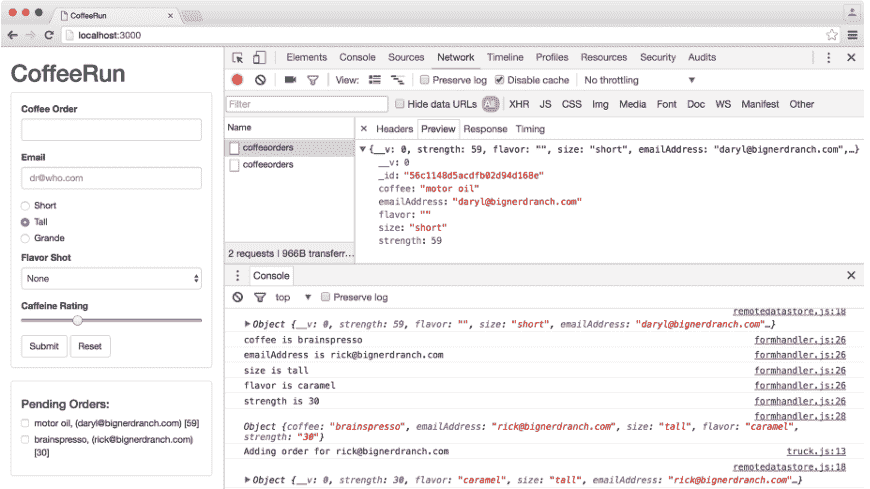 CoffeeRun
localhost:3000
CoffeeRun
Coffee Order
Email
dr@who.com
Short
Tall
Grande
Flavor Shot
None
Caffeine Rating
Submit Reset
Pending Orders:
motor oil, (daryl@bignerdranch.com) [59]
brainspresso, (rick@bignerdranch.com)
[30]
Elements Console Sources Network Timeline Profiles Resources Security Audits
View: Preserve log Disable cache No throttling
Filter Hide data URLs All XHR JS CSS Img Media Font Doc WS Manifest Other
Name
coffeeorders
coffeeorders
2 requests | 966B transferr...
× Headers Preview Response Timing
{__v: 0, strength: 59, flavor: "", size: "short", emailAddress: "daryl@bignerdranch.com",…}
__v: 0
_id: "56c1148d5acdfb02d94d168e"
coffee: "motor oil"
emailAddress: "daryl@bignerdranch.com"
flavor: ""
size: "short"
strength: 59
Console
top Preserve log
remotedatastore.js:18
Object {__v: 0, strength: 59, flavor: "", size: "short", emailAddress: "daryl@bignerdranch.com"…}
coffee is brainspresso formhandler.js:26
emailAddress is rick@bignerdranch.com formhandler.js:26
size is tall formhandler.js:26
flavor is caramel formhandler.js:26
strength is 30 formhandler.js:26
formhandler.js:28
Object {coffee: "brainspresso", emailAddress: "rick@bignerdranch.com", size: "tall", flavor: "caramel",
strength: "30"}
Adding order for rick@bignerdranch.com truck.js:13
remotedatastore.js:18
Object {__v: 0, strength: 30, flavor: "caramel", size: "tall", emailAddress: "rick@bignerdranch.com"…}